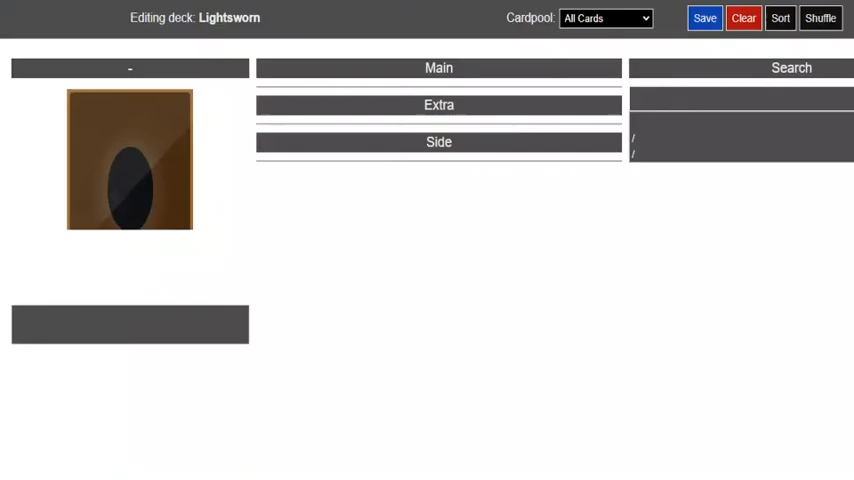 Editing deck: Lightsworn
Cardpool: All Cards
Save Clear Sort Shuffle
-
Main
Search
Extra
Side
/
/